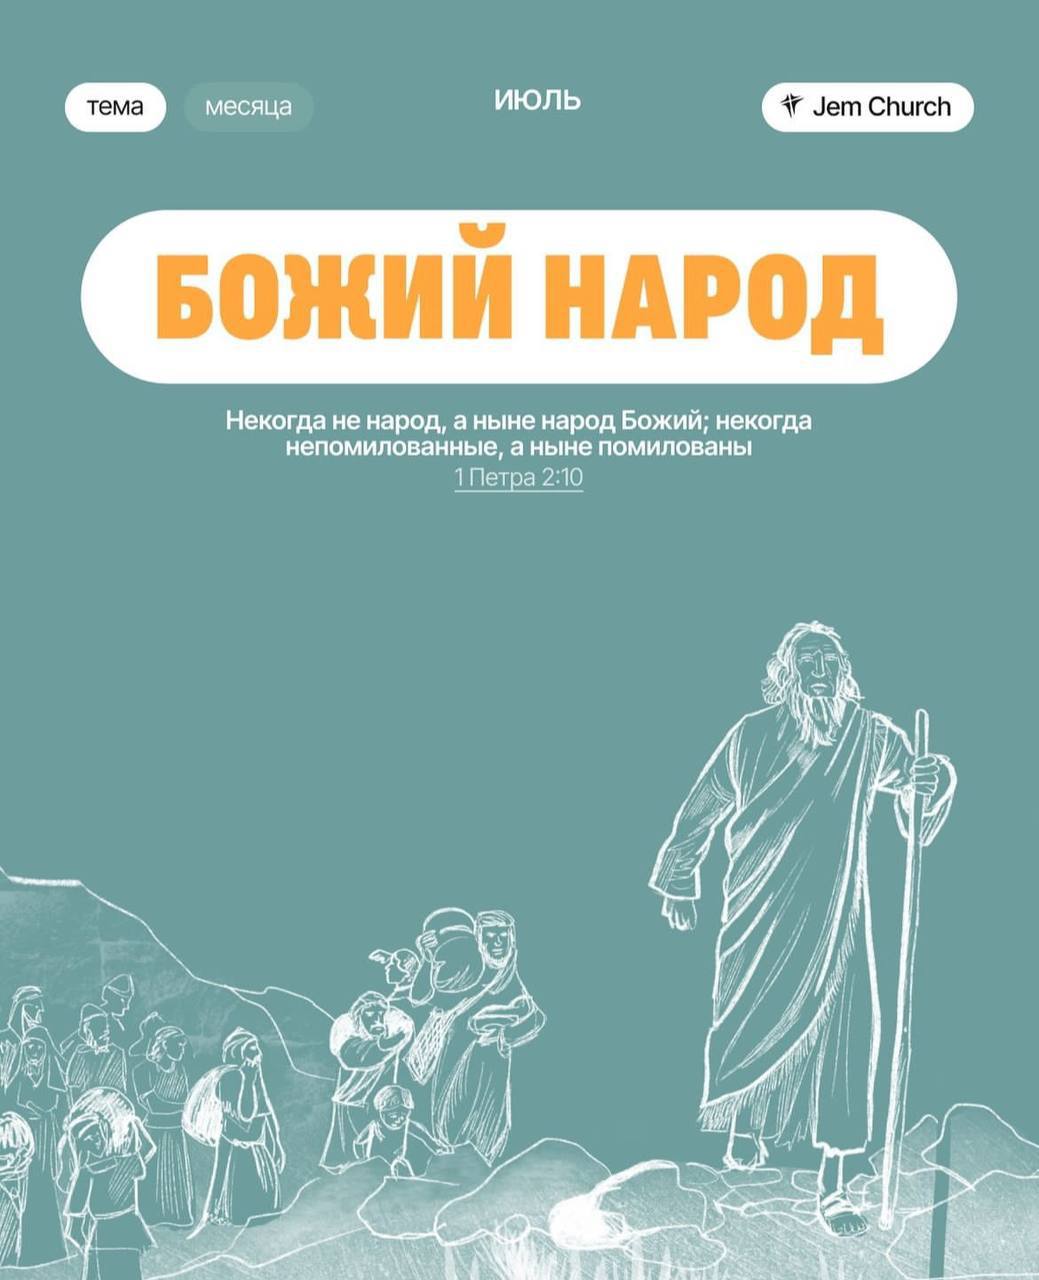 тема
месяца
ИЮЛЬ
Jem Church
БОЖИЙ НАРОД
Некогда не народ, а ныне народ Божий; некогда
непомилованные, а ныне помилованы
1 Петра 2:10